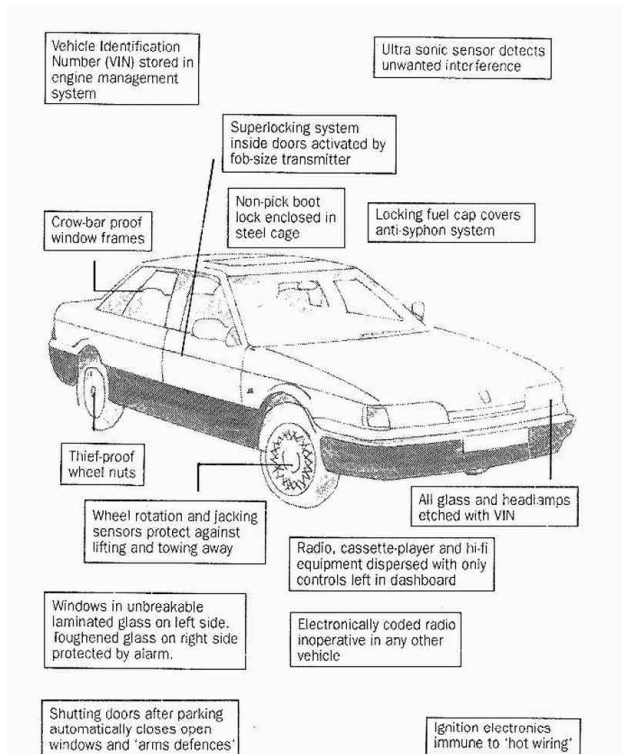 Vehicle Identification
Number (VIN) stored in
engine management
system
Ultra sonic sensor detects
unwanted interference
Superlocking system
inside doors activated by
fob-size transmitter
Non-pick boot
lock enclosed in
steel cage
Locking fuel cap covers
anti-syphon system
Crow-bar proof
window frames
Thief-proof
wheel nuts
All glass and headlamps
etched with VIN
Wheel rotation and jacking
sensors protect against
lifting and towing away
Radio, cassette-player and hi-fi
equipment dispersed with only
controls left in dashboard
Windows in unbreakable
laminated glass on left side.
Toughened glass on right side
protected by alarm.
Electronically coded radio
inoperative in any other
vehicle
Shutting doors after parking
automatically closes open
windows and 'arms defences'
Ignition electronics
immune to 'hot wiring'